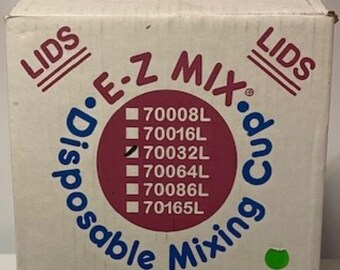 LIDS
LIDS
E-Z MIX®
70008L
70016L
70032L
70064L
70086L
70165L
• Disposable Mixing Cup •